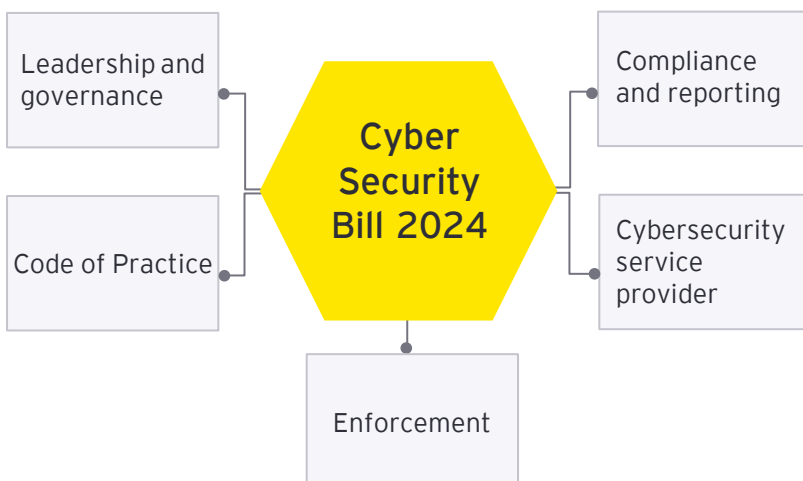 Leadership and
governance
Cyber
Security
Bill 2024
Compliance
and reporting
Code of Practice
Cybersecurity
service
provider
Enforcement